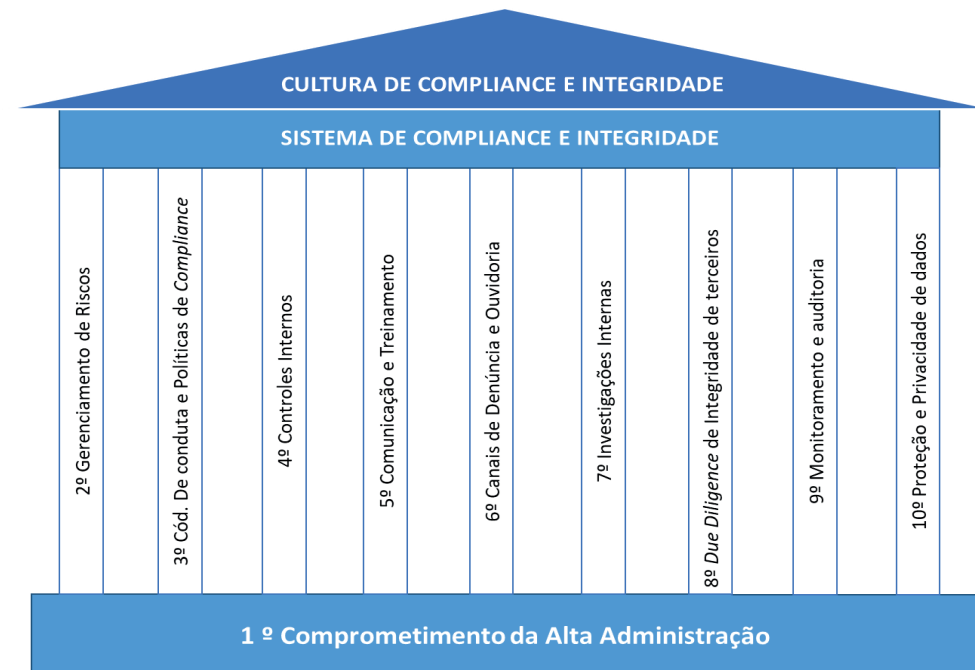 CULTURA DE COMPLIANCE E INTEGRIDADE
SISTEMA DE COMPLIANCE E INTEGRIDADE
2º Gerenciamento de Riscos
3º Cód. De conduta e Políticas de Compliance
4º Controles Internos
5º Comunicação e Treinamento
6º Canais de Denúncia e Ouvidoria
7º Investigações Internas
8º Due Diligence de Integridade de terceiros
9º Monitoramento e auditoria
10º Proteção e Privacidade de dados
1 º Comprometimento da Alta Administração